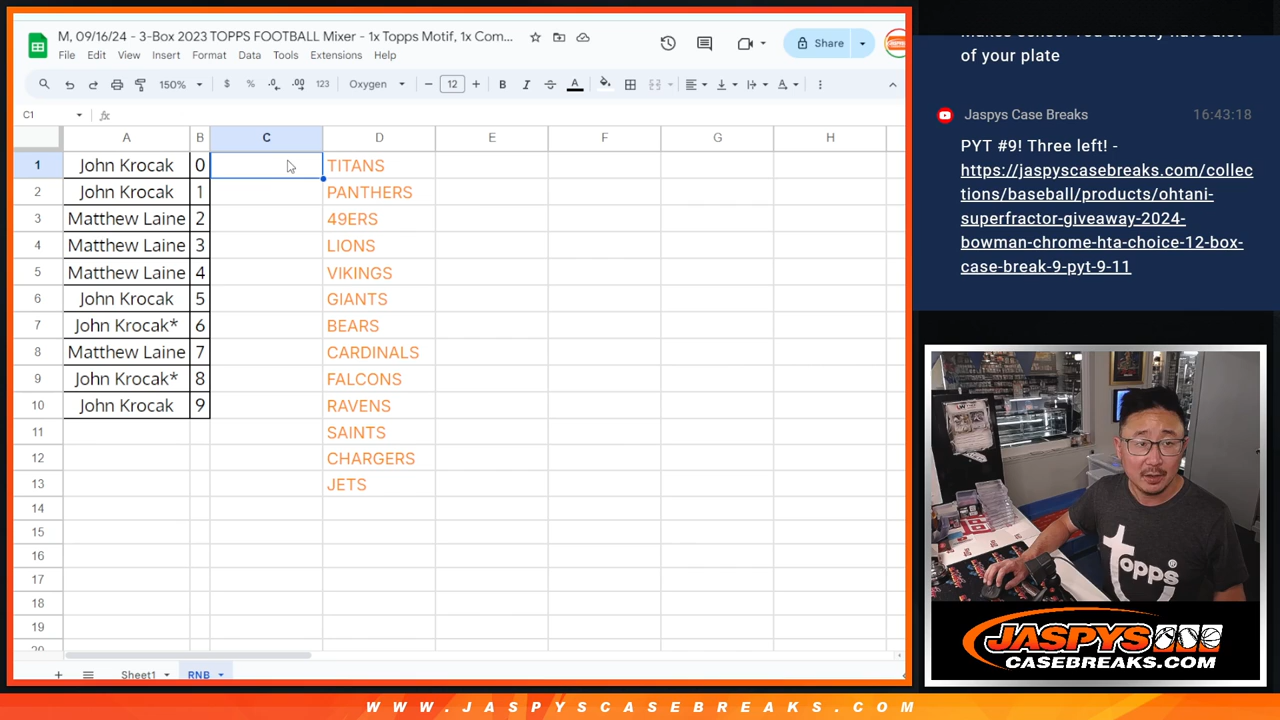 M, 09/16/24 - 3-Box 2023 TOPPS FOOTBALL Mixer - 1x Topps Motif, 1x Com...
File Edit View Insert Format Data Tools Extensions Help
Share
150% $ % .0 .00 123 Oxygen 12 B I A
C1 fx
A B C D E F G H
1 John Krocak 0 TITANS
2 John Krocak 1 PANTHERS
3 Matthew Laine 2 49ERS
4 Matthew Laine 3 LIONS
5 Matthew Laine 4 VIKINGS
6 John Krocak 5 GIANTS
7 John Krocak* 6 BEARS
8 Matthew Laine 7 CARDINALS
9 John Krocak* 8 FALCONS
10 John Krocak 9 RAVENS
11 SAINTS
12 CHARGERS
13 JETS
14
15
16
17
18
19
Sheet1 RNB
of your plate
Jaspys Case Breaks 16:43:18
PYT #9! Three left! -
https://jaspyscasebreaks.com/collec
tions/baseball/products/ohtani-
superfractor-giveaway-2024-
bowman-chrome-hta-choice-12-box-
case-break-9-pyt-9-11
topps
JASPYS
CASEBREAKS.COM
WWW.JASPYSCASEBREAKS.COM